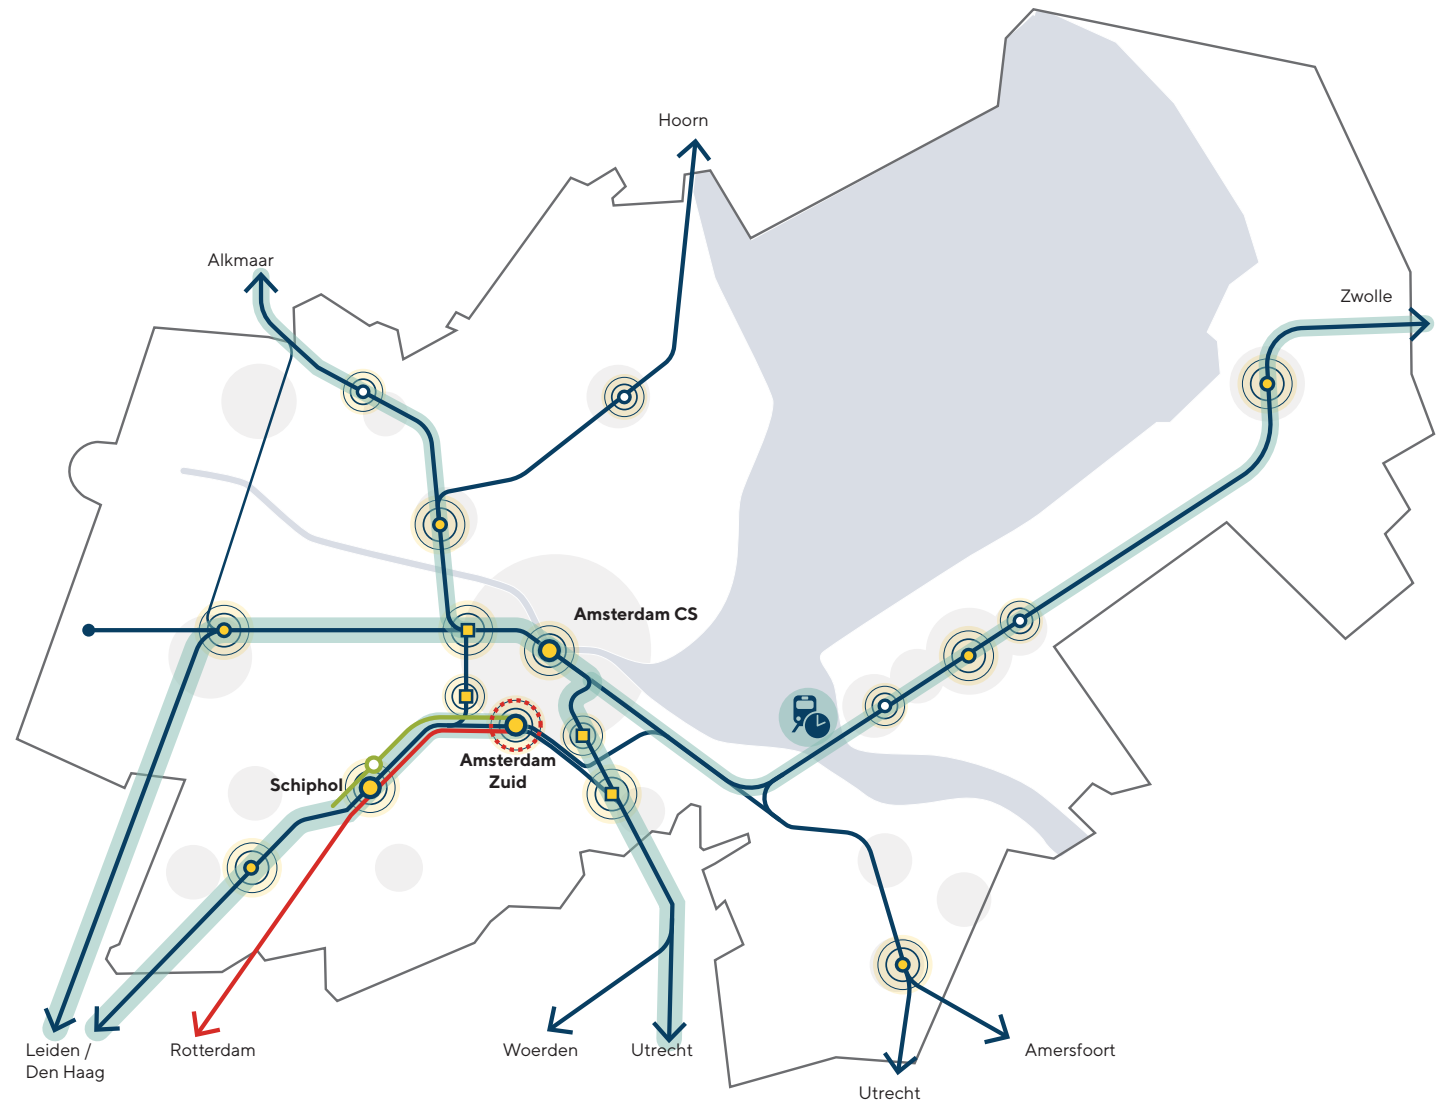 Hoorn
Alkmaar
Zwolle
Amsterdam CS
Amsterdam
Zuid
Schiphol
Leiden /
Den Haag
Rotterdam
Woerden
Utrecht
Amersfoort
Utrecht